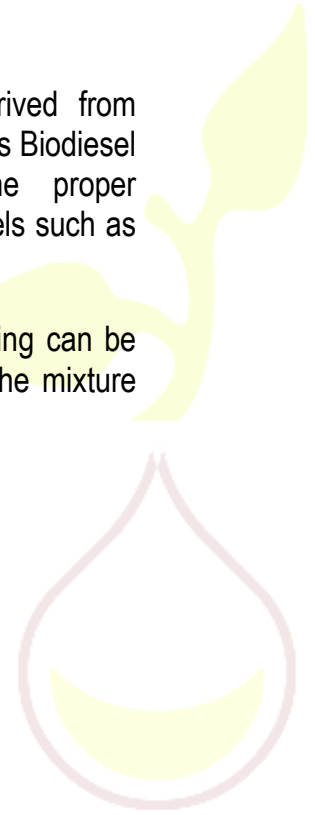 rived from
s Biodiesel
ne proper
els such as
ing can be
he mixture